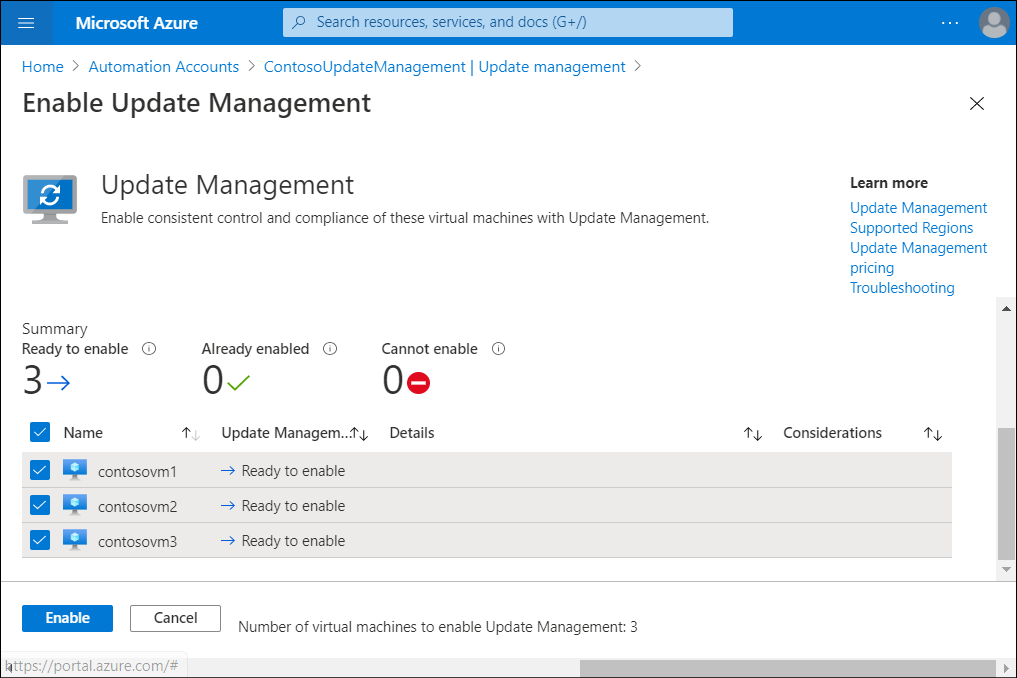 Microsoft Azure
Search resources, services, and docs (G+/)
...
Home > Automation Accounts > ContosoUpdateManagement | Update management >
Enable Update Management
Update Management
Enable consistent control and compliance of these virtual machines with Update Management.
Learn more
Update Management
Supported Regions
Update Management
pricing
Troubleshooting
Summary
Ready to enable
Already enabled
Cannot enable
3
0
0
Name
Update Managem...
Details
Considerations
contosovm1
Ready to enable
contosovm2
Ready to enable
contosovm3
Ready to enable
Enable
Cancel
Number of virtual machines to enable Update Management: 3
https://portal.azure.com/#